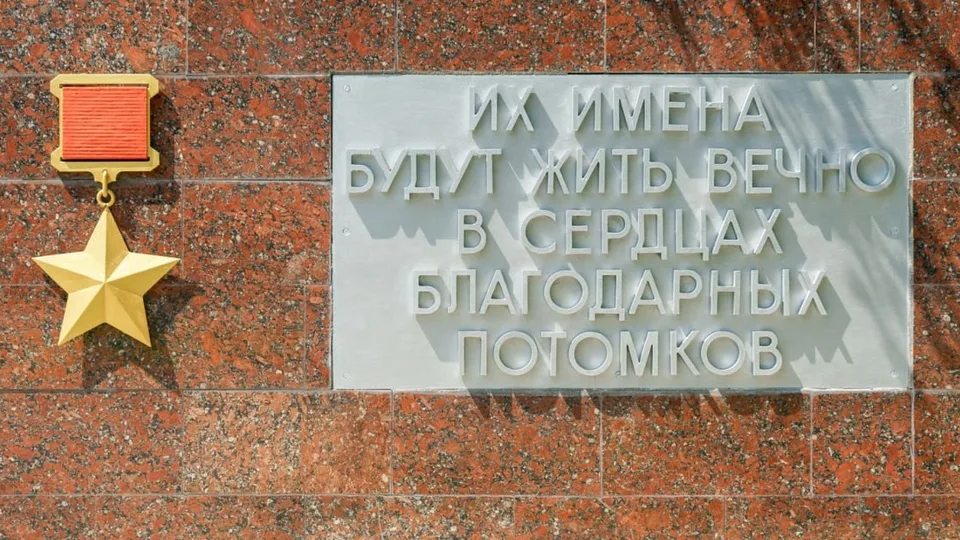 ИХ ИМЕНА
БУДУТ ЖИТЬ ВЕЧНО
В СЕРДЦАХ
БЛАГОДАРНЫХ
ПОТОМКОВ